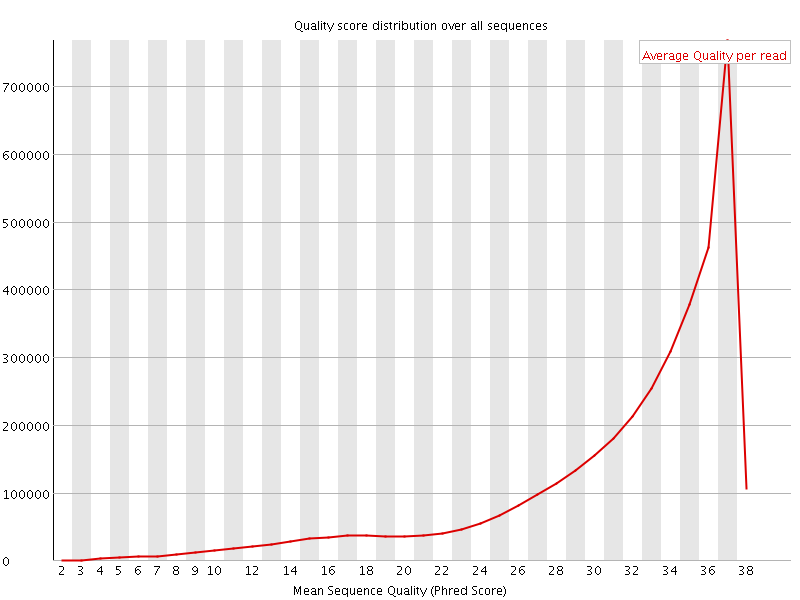 Quality score distribution over all sequences
Average Quality per read
700000
600000
500000
400000
300000
200000
100000
0
2 3 4 5 6 7 8 9 10 12 14 16 18 20 22 24 26 28 30 32 34 36 38
Mean Sequence Quality (Phred Score)